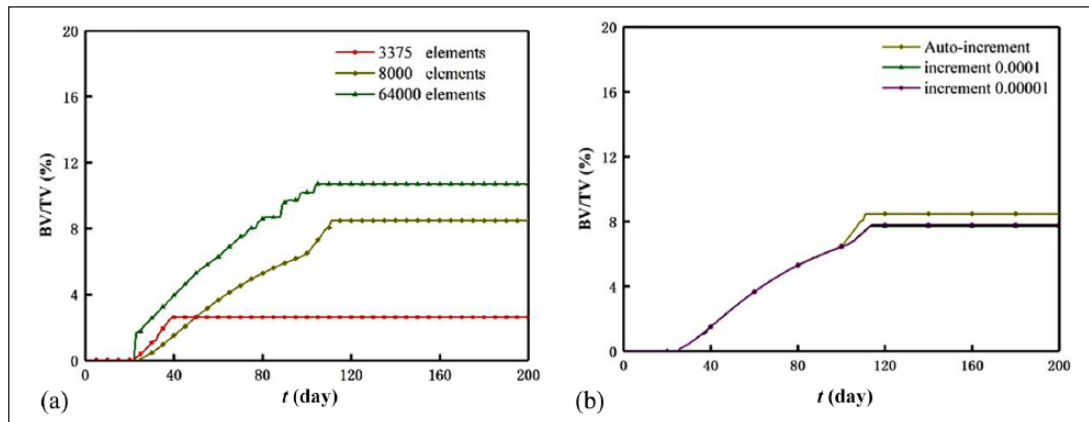 20
16
12
8
4
0
BV/TV (%)
3375 elements
8000 elements
64000 elements
0 40 80 120 160 200
t (day)
(a)
20
16
12
8
4
0
BV/TV (%)
Auto-increment
increment 0.0001
increment 0.00001
0 40 80 120 160 200
t (day)
(b)